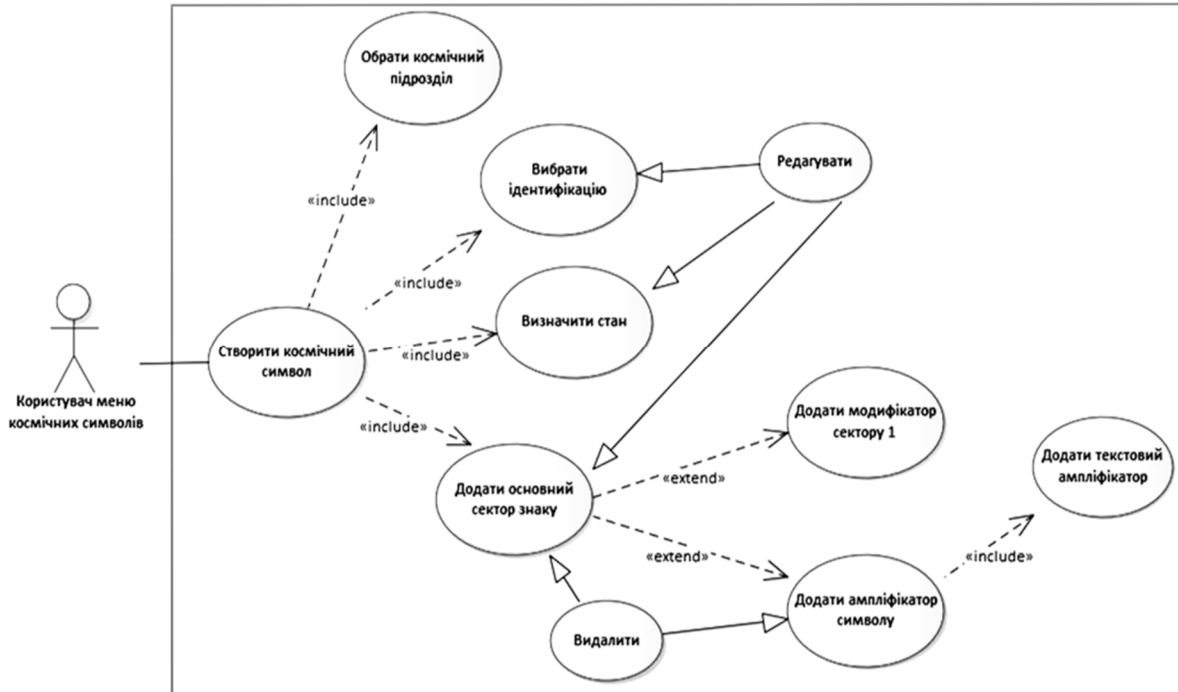 Обрати космічний
підрозділ
Вибрати
ідентифікацію
Редагувати
«include»
«include»
Визначити стан
Створити космічний
символ
«include»
Користувач меню
космічних символів
«include»
Додати модифікатор
сектору 1
Додати текстовий
ампліфікатор
Додати основний
сектор знаку
«extend»
«extend»
«include»
Додати ампліфікатор
символу
Видалити